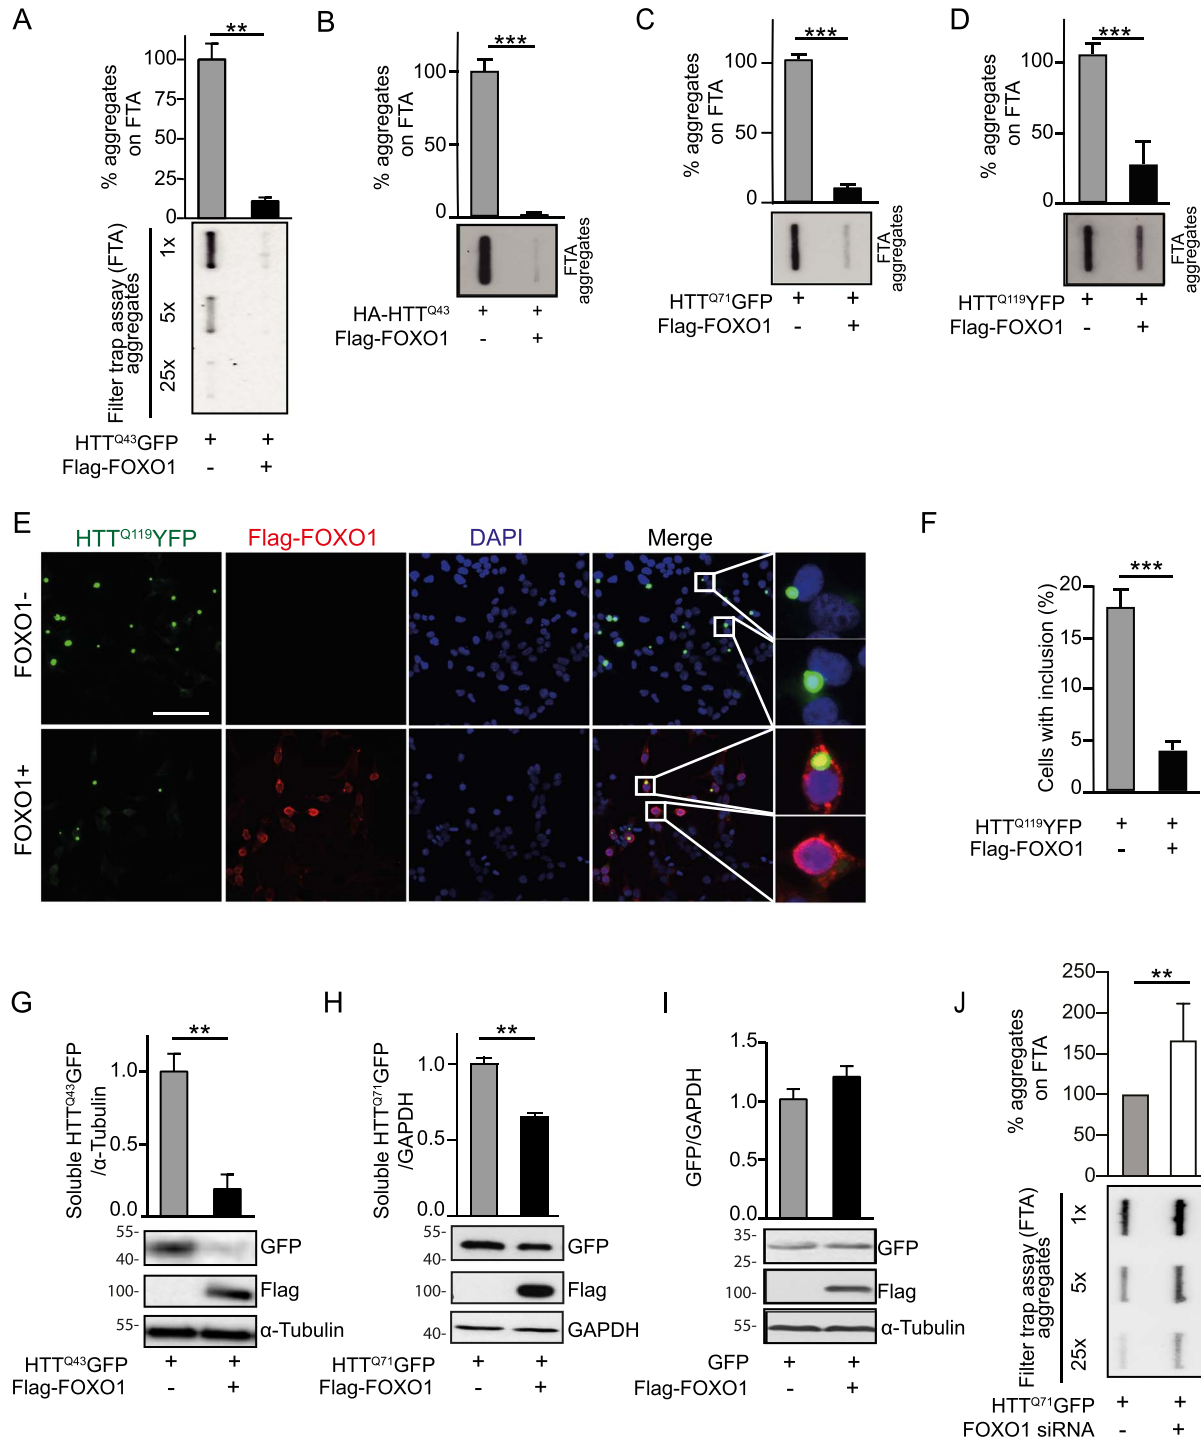 A
**
% aggregates
on FTA
100
75
50
25
0
Filter trap assay (FTA)
aggregates
1x
5x
25x
HTTQ43GFP + +
Flag-FOXO1 - +
B
***
% aggregates
on FTA
100
50
0
FTA
aggregates
HA-HTTQ43 + +
Flag-FOXO1 - +
C
***
% aggregates
on FTA
100
50
0
FTA
aggregates
HTTQ71GFP + +
Flag-FOXO1 - +
D
***
% aggregates
on FTA
100
50
0
FTA
aggregates
HTTQ119YFP + +
Flag-FOXO1 - +
E
HTTQ119YFP Flag-FOXO1 DAPI Merge
FOXO1-
FOXO1+
F
***
Cells with inclusion (%)
20
15
10
5
0
HTTQ119YFP + +
Flag-FOXO1 - +
G
**
Soluble HTTQ43GFP
/α-Tubulin
1.0
0.5
0.0
55-
40-
GFP
100-
Flag
55-
α-Tubulin
HTTQ43GFP + +
Flag-FOXO1 - +
H
**
Soluble HTTQ71GFP
/GAPDH
1.0
0.5
0.0
55-
40-
GFP
100-
Flag
40-
GAPDH
HTTQ71GFP + +
Flag-FOXO1 - +
I
GFP/GAPDH
1.5
1.0
0.5
0.0
35-
25-
GFP
100-
Flag
55-
α-Tubulin
GFP + +
Flag-FOXO1 - +
J
**
% aggregates
on FTA
250
200
150
100
50
0
Filter trap assay (FTA)
aggregates
1x
5x
25x
HTTQ71GFP + +
FOXO1 siRNA - +